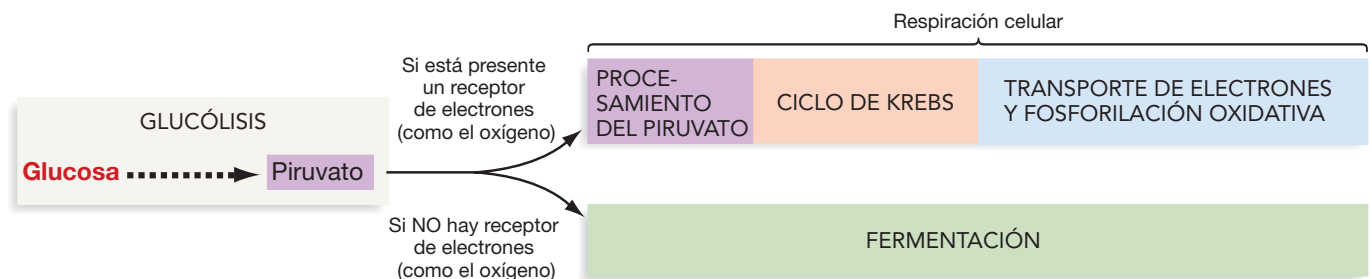 Respiración celular
Si está presente
un receptor
de electrones
(como el oxígeno)
PROCE-
SAMIENTO
DEL PIRUVATO
CICLO DE KREBS
TRANSPORTE DE ELECTRONES
Y FOSFORILACIÓN OXIDATIVA
GLUCÓLISIS
Glucosa
Piruvato
Si NO hay receptor
de electrones
(como el oxígeno)
FERMENTACIÓN